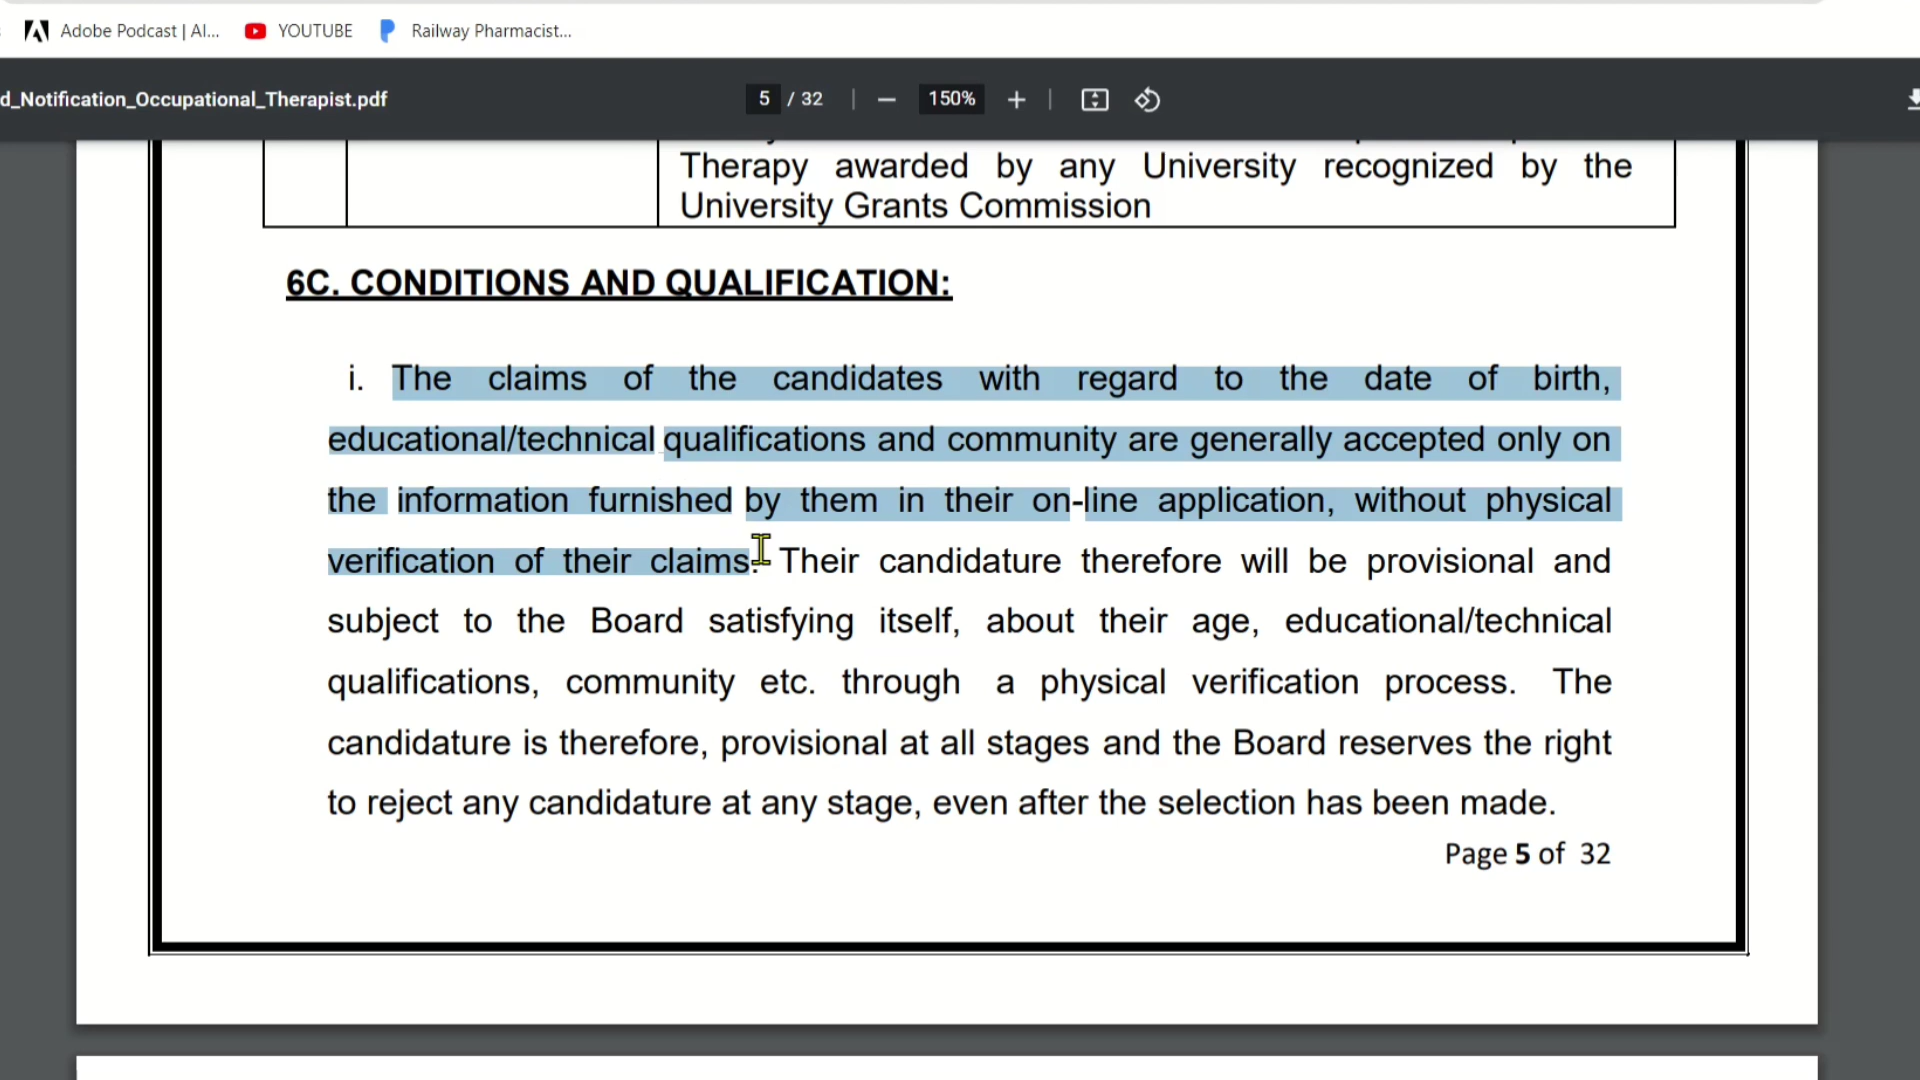 Adobe Podcast | AI... YOUTUBE Railway Pharmacist...
d_Notification_Occupational_Therapist.pdf 5 / 32 150%
Therapy awarded by any University recognized by the
University Grants Commission
6C. CONDITIONS AND QUALIFICATION:
i. The claims of the candidates with regard to the date of birth,
educational/technical qualifications and community are generally accepted only on
the information furnished by them in their on-line application, without physical
verification of their claims. Their candidature therefore will be provisional and
subject to the Board satisfying itself, about their age, educational/technical
qualifications, community etc. through a physical verification process. The
candidature is therefore, provisional at all stages and the Board reserves the right
to reject any candidature at any stage, even after the selection has been made.
Page 5 of 32